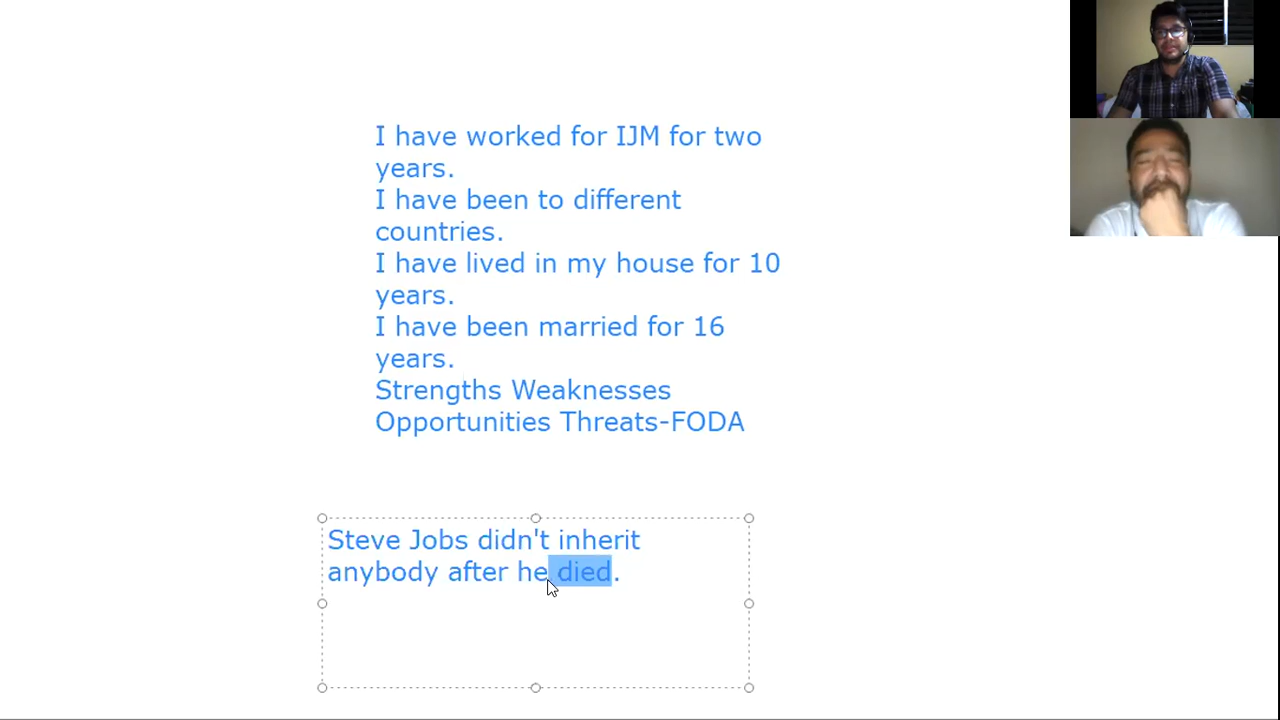 I have worked for IJM for two
years.
I have been to different
countries.
I have lived in my house for 10
years.
I have been married for 16
years.
Strengths Weaknesses
Opportunities Threats-FODA
Steve Jobs didn't inherit
anybody after he died.